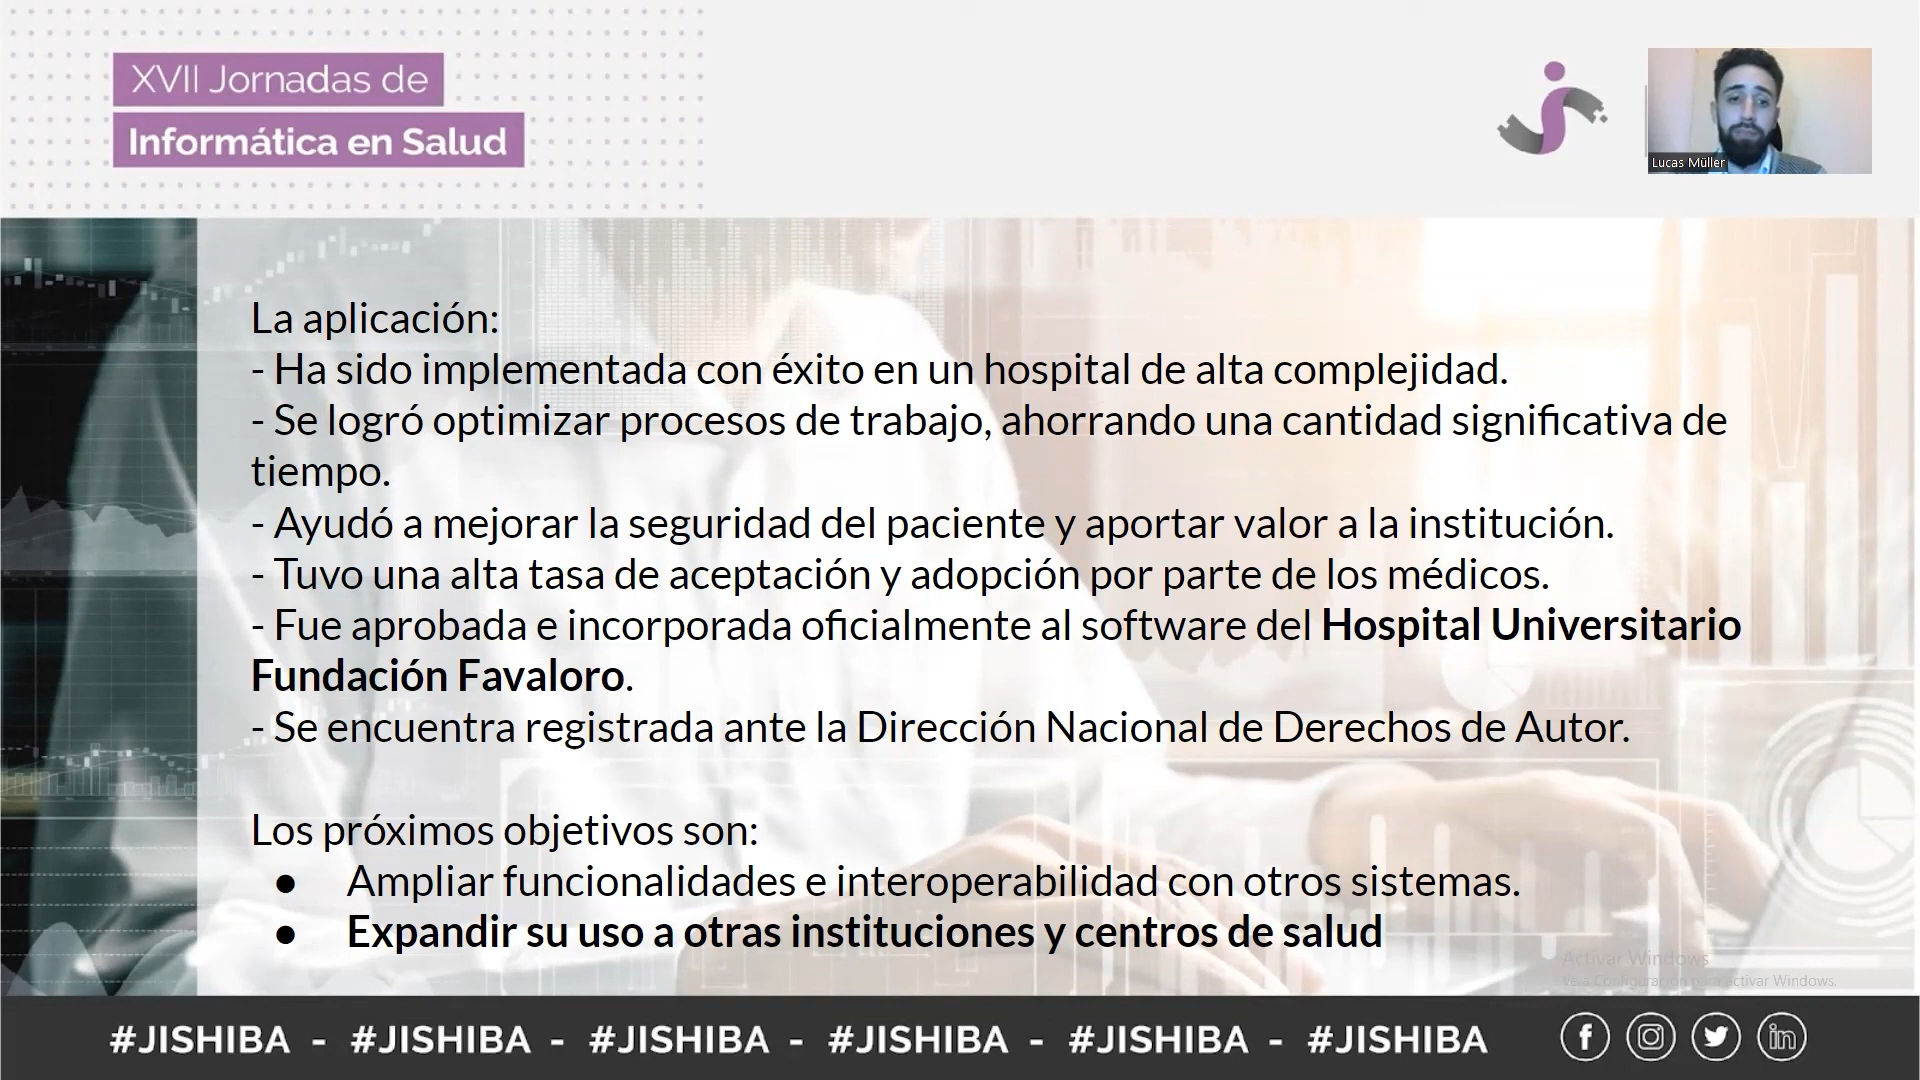 XVII Jornadas de
Informática en Salud
Lucas Müller
La aplicación:
- Ha sido implementada con éxito en un hospital de alta complejidad.
- Se logró optimizar procesos de trabajo, ahorrando una cantidad significativa de
tiempo.
- Ayudó a mejorar la seguridad del paciente y aportar valor a la institución.
- Tuvo una alta tasa de aceptación y adopción por parte de los médicos.
- Fue aprobada e incorporada oficialmente al software del Hospital Universitario
Fundación Favaloro.
- Se encuentra registrada ante la Dirección Nacional de Derechos de Autor.
Los próximos objetivos son:
● Ampliar funcionalidades e interoperabilidad con otros sistemas.
● Expandir su uso a otras instituciones y centros de salud
Activar Windows
Ve a Configuración para activar Windows.
#JISHIBA - #JISHIBA - #JISHIBA - #JISHIBA - #JISHIBA - #JISHIBA